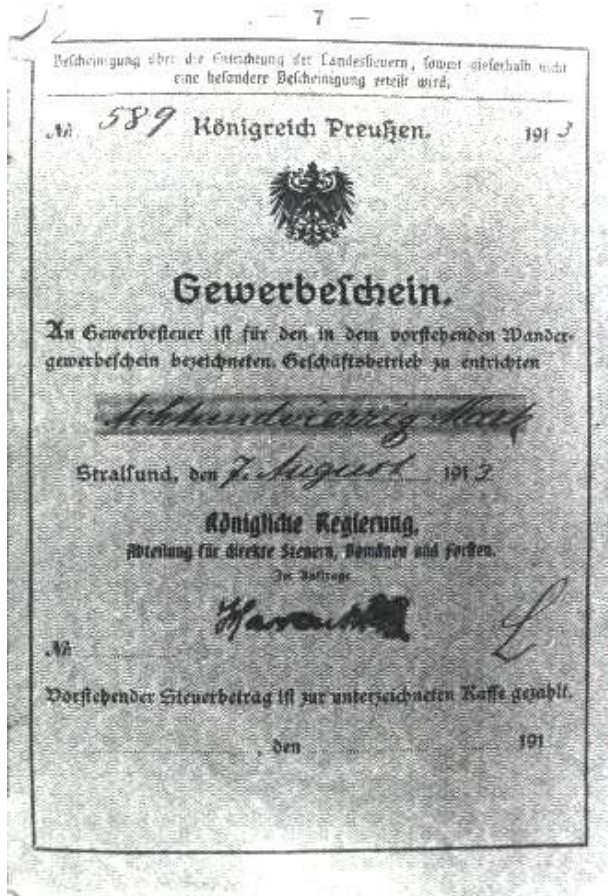 — 7 —
Bescheinigung über die Entrichtung der Landessteuern, soweit dieserhalb nicht
eine besondere Bescheinigung erteilt wird.
№ 589 Königreich Preußen. 1913
Gewerbeschein.
An Gewerbesteuer ist für den in dem vorstehenden Wander-
gewerbeschein bezeichneten Geschäftsbetrieb zu entrichten
Achtundvierzig Mark
Stralsund, den 7. August 1913
Königliche Regierung,
Abteilung für direkte Steuern, Domänen und Forsten.
Im Auftrage
№
Vorstehender Steuerbetrag ist zur unterzeichneten Kasse gezahlt.
, den 191